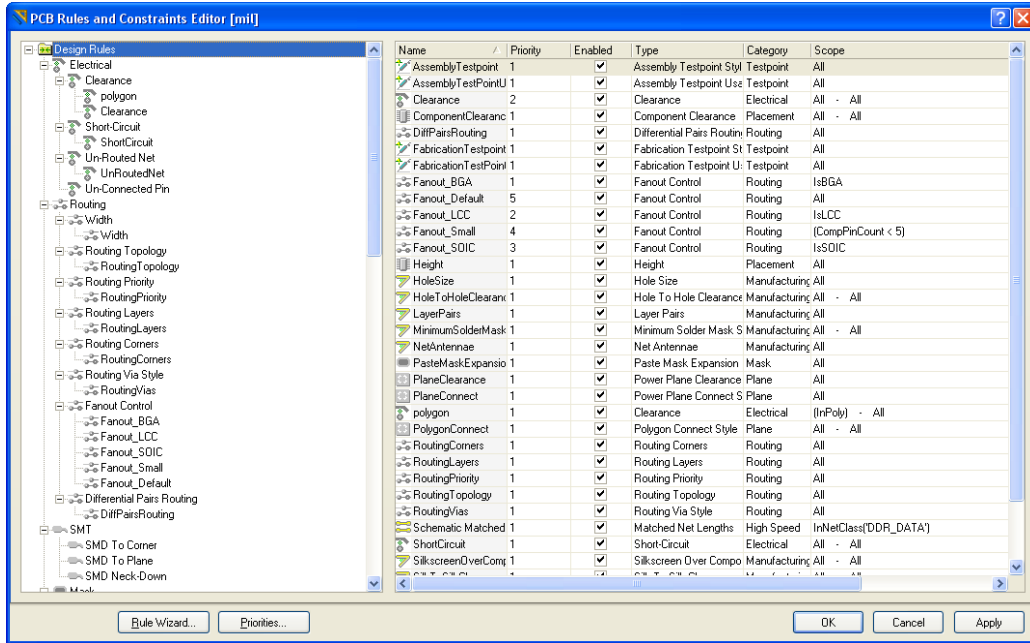 PCB Rules and Constraints Editor [mil]
Design Rules
Electrical
Clearance
polygon
Clearance
Short-Circuit
ShortCircuit
Un-Routed Net
UnRoutedNet
Un-Connected Pin
Routing
Width
Width
Routing Topology
RoutingTopology
Routing Priority
RoutingPriority
Routing Layers
RoutingLayers
Routing Corners
RoutingCorners
Routing Via Style
RoutingVias
Fanout Control
Fanout_BGA
Fanout_LCC
Fanout_SOIC
Fanout_Small
Fanout_Default
Differential Pairs Routing
DiffPairsRouting
SMT
SMD To Corner
SMD To Plane
SMD Neck-Down
Mask
Name Priority Enabled Type Category Scope
AssemblyTestpoint 1 Assembly Testpoint Styl Testpoint All
AssemblyTestPointU 1 Assembly Testpoint Usa Testpoint All
Clearance 2 Clearance Electrical All - All
ComponentClearanc 1 Component Clearance Placement All - All
DiffPairsRouting 1 Differential Pairs Routing Routing All
FabricationTestpoint 1 Fabrication Testpoint St Testpoint All
FabricationTestPoint 1 Fabrication Testpoint U Testpoint All
Fanout_BGA 1 Fanout Control Routing IsBGA
Fanout_Default 5 Fanout Control Routing All
Fanout_LCC 2 Fanout Control Routing IsLCC
Fanout_Small 4 Fanout Control Routing (CompPinCount < 5)
Fanout_SOIC 3 Fanout Control Routing IsSOIC
Height 1 Height Placement All
HoleSize 1 Hole Size Manufacturing All
HoleToHoleClearanc 1 Hole To Hole Clearance Manufacturing All - All
LayerPairs 1 Layer Pairs Manufacturing All
MinimumSolderMask 1 Minimum Solder Mask S Manufacturing All - All
NetAntennae 1 Net Antennae Manufacturing All
PasteMaskExpansio 1 Paste Mask Expansion Mask All
PlaneClearance 1 Power Plane Clearance Plane All
PlaneConnect 1 Power Plane Connect S Plane All
polygon 1 Clearance Electrical (InPoly) - All
PolygonConnect 1 Polygon Connect Style Plane All - All
RoutingCorners 1 Routing Corners Routing All
RoutingLayers 1 Routing Layers Routing All
RoutingPriority 1 Routing Priority Routing All
RoutingTopology 1 Routing Topology Routing All
RoutingVias 1 Routing Via Style Routing All
Schematic Matched 1 Matched Net Lengths High Speed InNetClass('DDR_DATA')
ShortCircuit 1 Short-Circuit Electrical All - All
SilkscreenOverComp 1 Silkscreen Over Compo Manufacturing All - All
Rule Wizard... Priorities... OK Cancel Apply